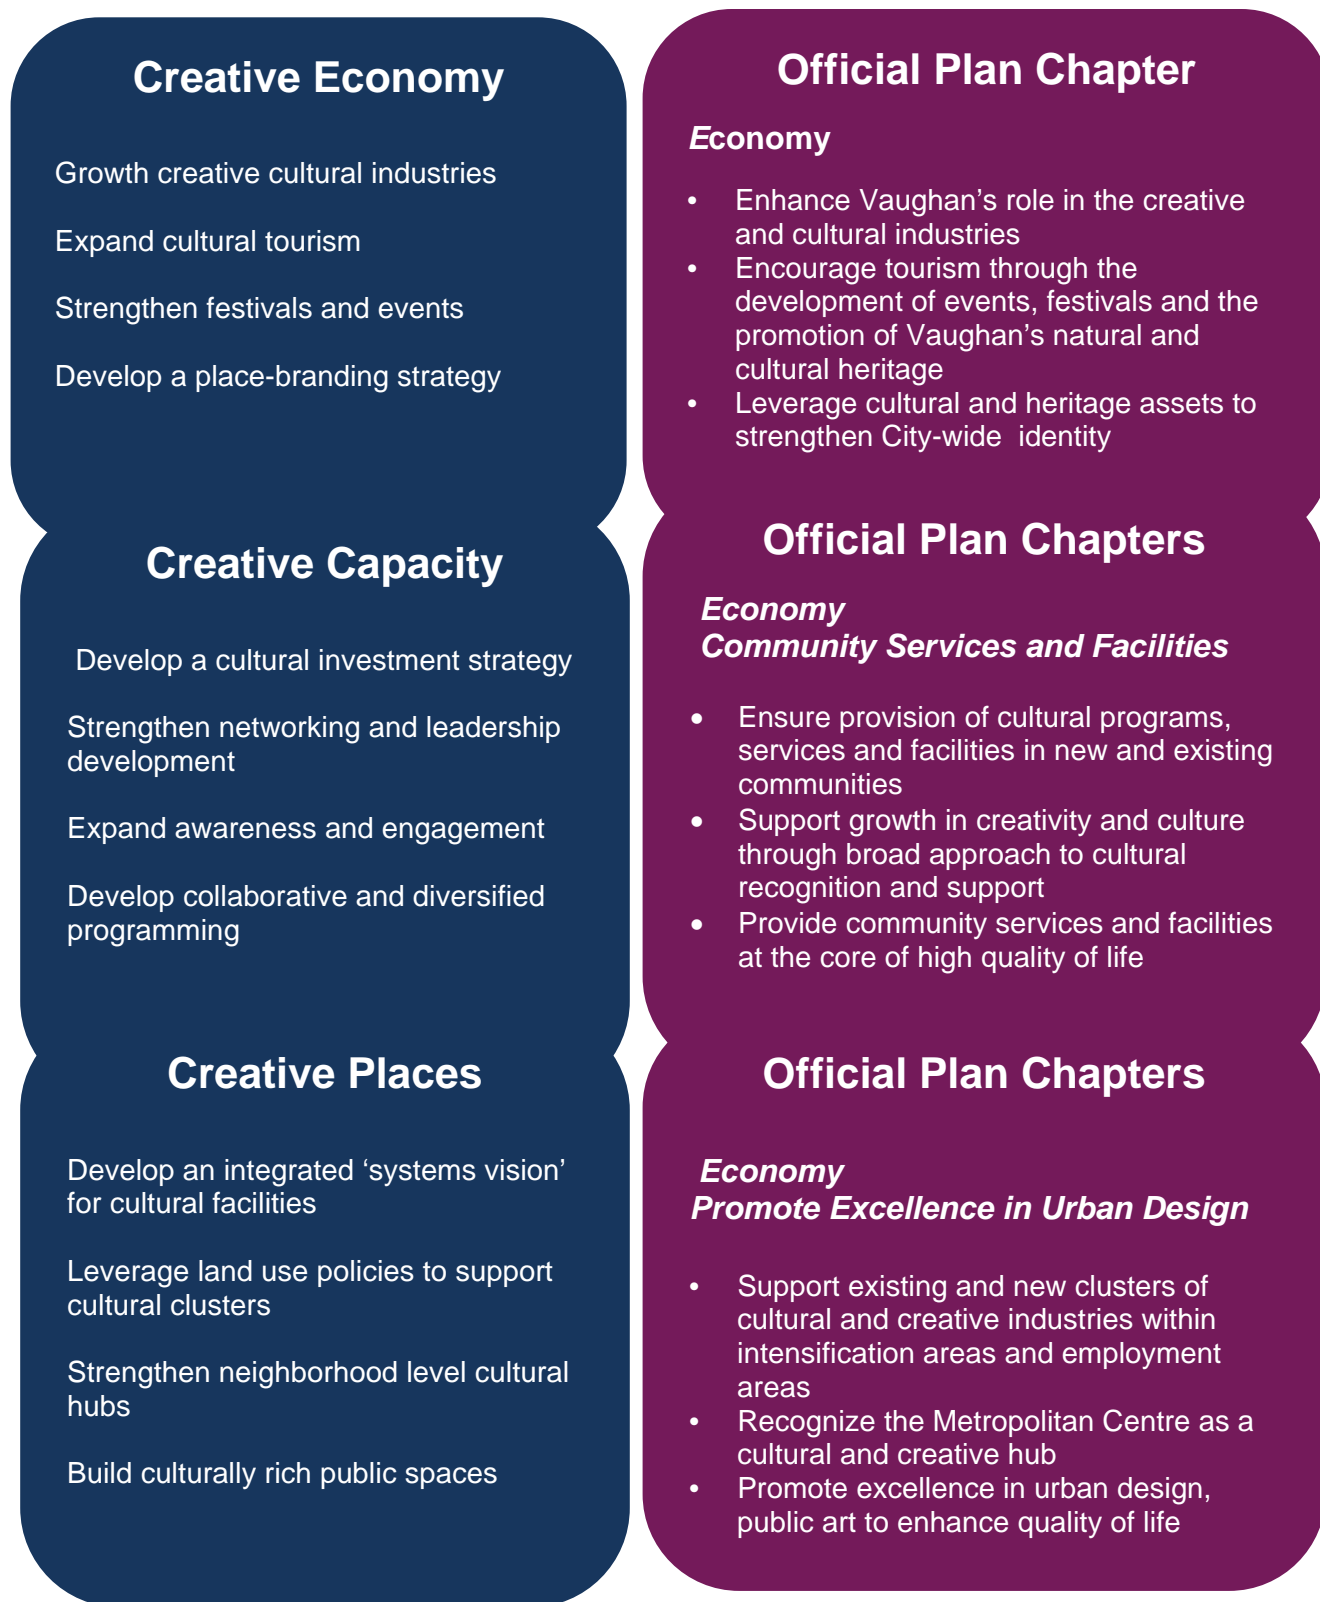 Creative Economy
Growth creative cultural industries
Expand cultural tourism
Strengthen festivals and events
Develop a place-branding strategy
Official Plan Chapter
Economy
• Enhance Vaughan’s role in the creative
and cultural industries
• Encourage tourism through the
development of events, festivals and the
promotion of Vaughan’s natural and
cultural heritage
• Leverage cultural and heritage assets to
strengthen City-wide  identity
Creative Capacity
Develop a cultural investment strategy
Strengthen networking and leadership
development
Expand awareness and engagement
Develop collaborative and diversified
programming
Official Plan Chapters
Economy
Community Services and Facilities
• Ensure provision of cultural programs,
services and facilities in new and existing
communities
• Support growth in creativity and culture
through broad approach to cultural
recognition and support
• Provide community services and facilities
at the core of high quality of life
Creative Places
Develop an integrated ‘systems vision’
for cultural facilities
Leverage land use policies to support
cultural clusters
Strengthen neighborhood level cultural
hubs
Build culturally rich public spaces
Official Plan Chapters
Economy
Promote Excellence in Urban Design
• Support existing and new clusters of
cultural and creative industries within
intensification areas and employment
areas
• Recognize the Metropolitan Centre as a
cultural and creative hub
• Promote excellence in urban design,
public art to enhance quality of life